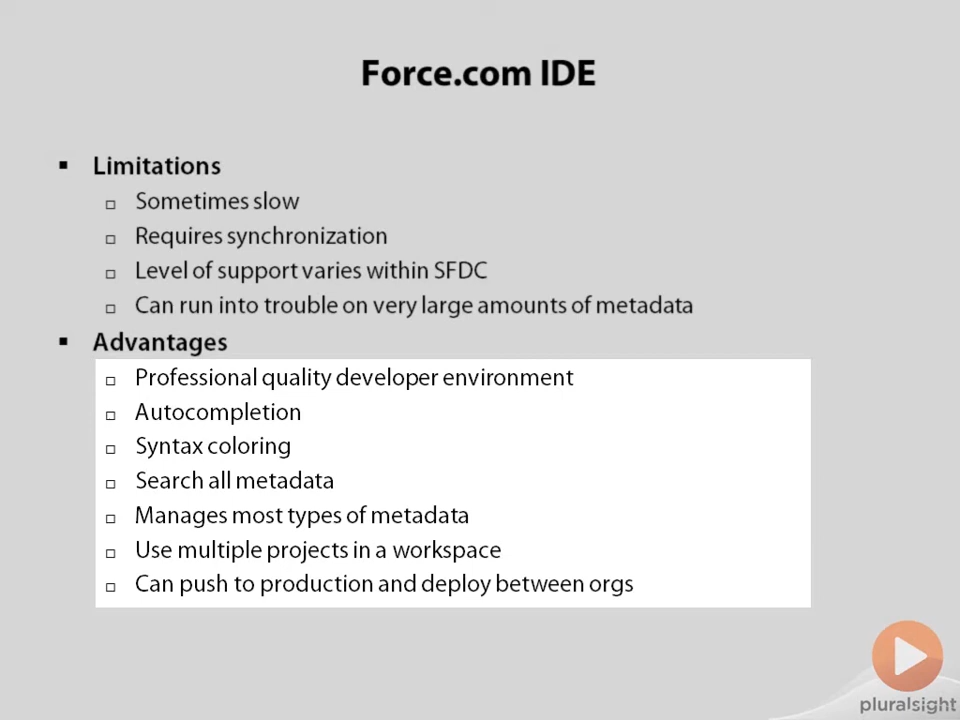 Force.com IDE
Limitations
Sometimes slow
Requires synchronization
Level of support varies within SFDC
Can run into trouble on very large amounts of metadata
Advantages
Professional quality developer environment
Autocompletion
Syntax coloring
Search all metadata
Manages most types of metadata
Use multiple projects in a workspace
Can push to production and deploy between orgs
pluralsight